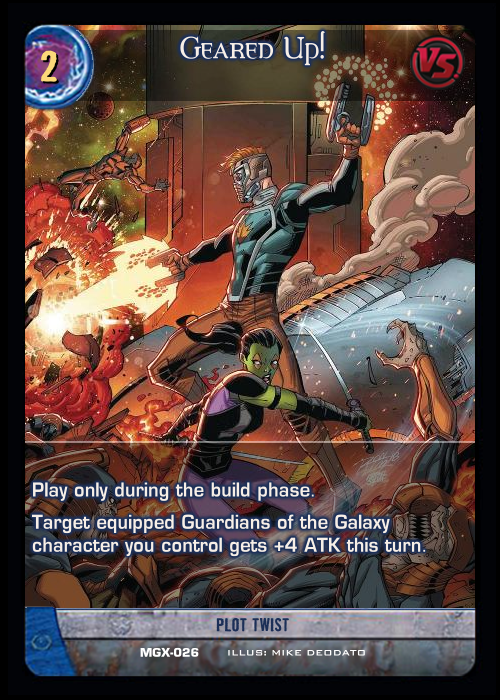 2
GEARED UP!
VS
Play only during the build phase.
Target equipped Guardians of the Galaxy
character you control gets +4 ATK this turn.
PLOT TWIST
MGX-026 ILLUS: MIKE DEODATO